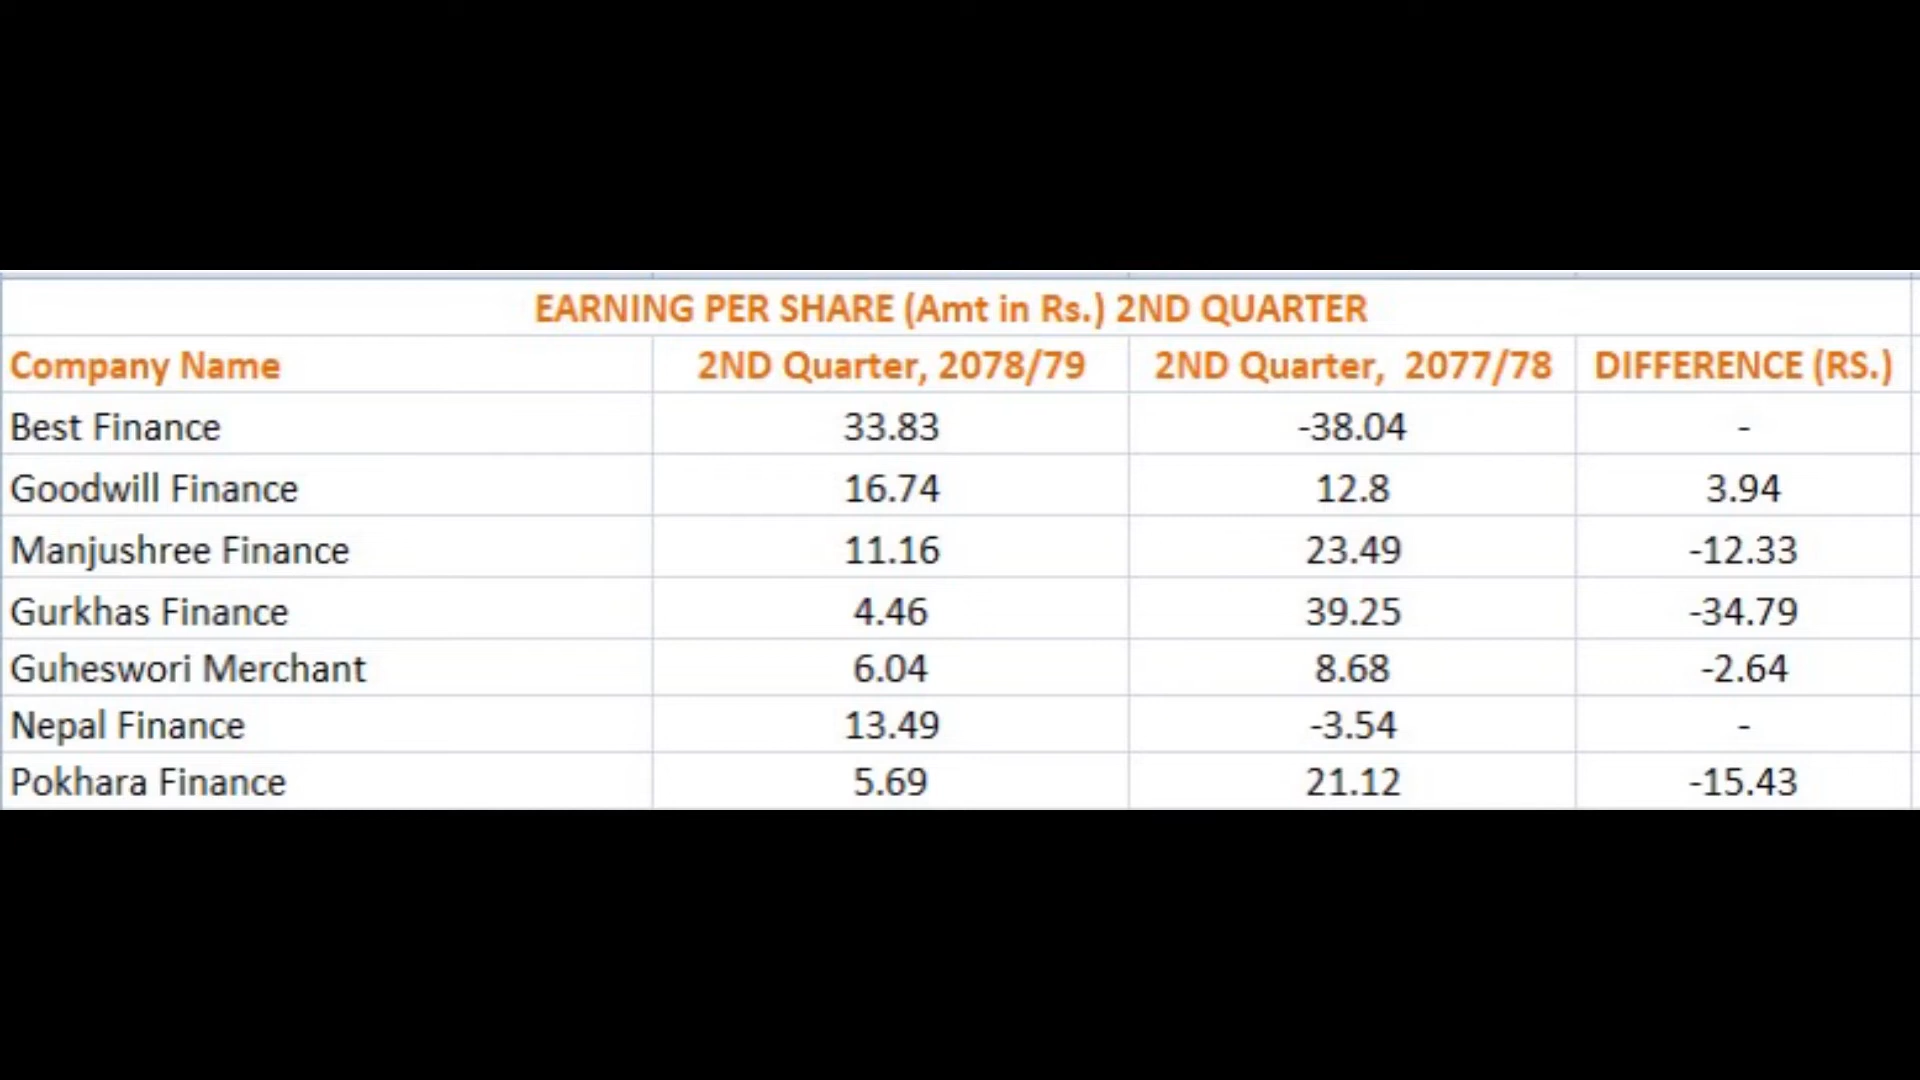 EARNING PER SHARE (Amt in Rs.) 2ND QUARTER
Company Name 2ND Quarter, 2078/79 2ND Quarter, 2077/78 DIFFERENCE (RS.)
Best Finance 33.83 -38.04 -
Goodwill Finance 16.74 12.8 3.94
Manjushree Finance 11.16 23.49 -12.33
Gurkhas Finance 4.46 39.25 -34.79
Guheswori Merchant 6.04 8.68 -2.64
Nepal Finance 13.49 -3.54 -
Pokhara Finance 5.69 21.12 -15.43